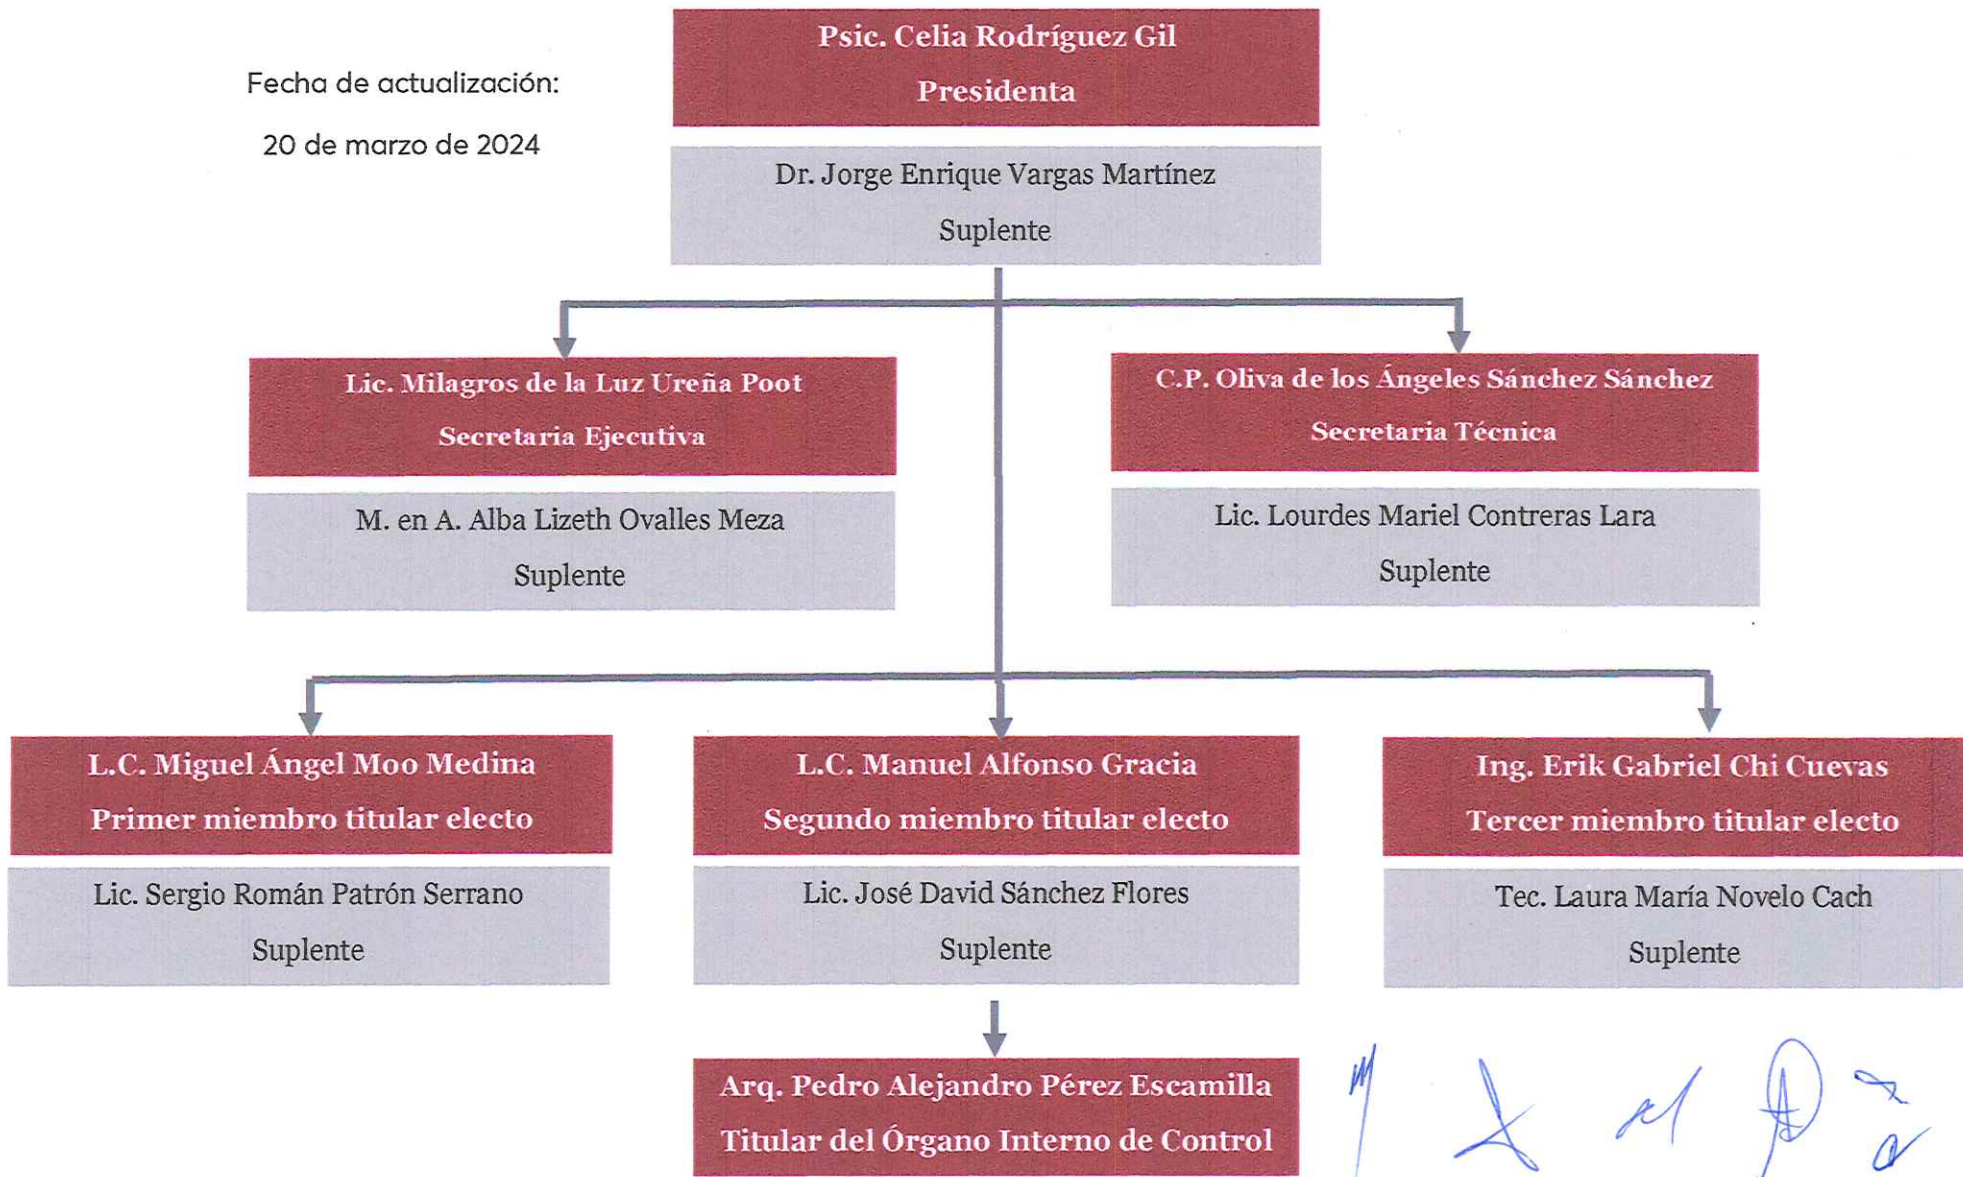 Fecha de actualización:
20 de marzo de 2024
Psic. Celia Rodríguez Gil
Presidenta
Dr. Jorge Enrique Vargas Martínez
Suplente
Lic. Milagros de la Luz Ureña Poot
Secretaria Ejecutiva
M. en A. Alba Lizeth Ovalles Meza
Suplente
C.P. Oliva de los Ángeles Sánchez Sánchez
Secretaria Técnica
Lic. Lourdes Mariel Contreras Lara
Suplente
L.C. Miguel Ángel Moo Medina
Primer miembro titular electo
Lic. Sergio Román Patrón Serrano
Suplente
L.C. Manuel Alfonso Gracia
Segundo miembro titular electo
Lic. José David Sánchez Flores
Suplente
Ing. Erik Gabriel Chi Cuevas
Tercer miembro titular electo
Tec. Laura María Novelo Cach
Suplente
Arq. Pedro Alejandro Pérez Escamilla
Titular del Órgano Interno de Control